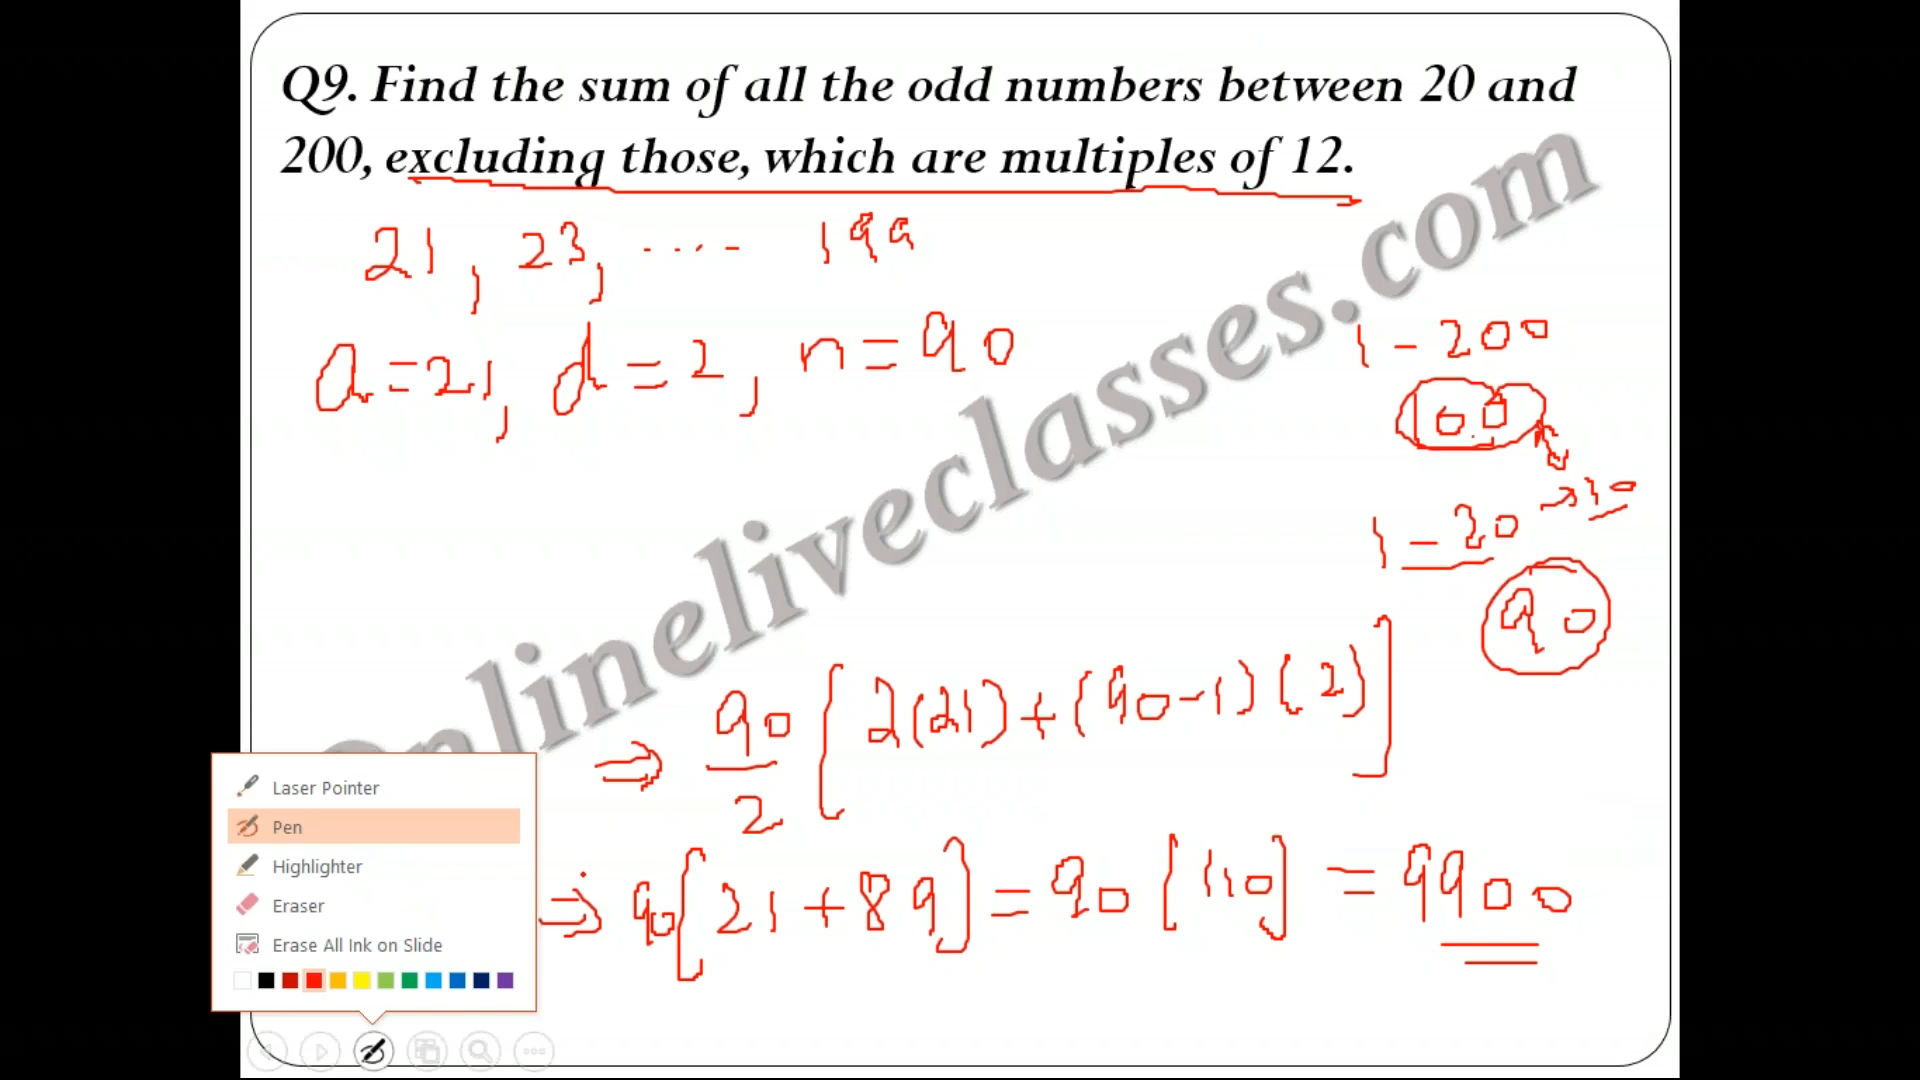 Q9. Find the sum of all the odd numbers between 20 and
200, excluding those, which are multiples of 12.
21, 23, .... 199
a=21, d=2, n=90
1-200
100
1-20→10
90
onlineliveclasses.com
⇒ 90/2 [2(21)+(90-1)(2)]
⇒ 90[21+89] = 90[110] = 9900
Laser Pointer
Pen
Highlighter
Eraser
Erase All Ink on Slide